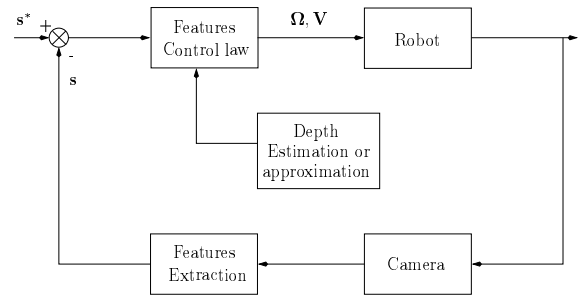 s*
+
-
s
Features
Control law
Ω, V
Robot
Depth
Estimation or
approximation
Features
Extraction
Camera